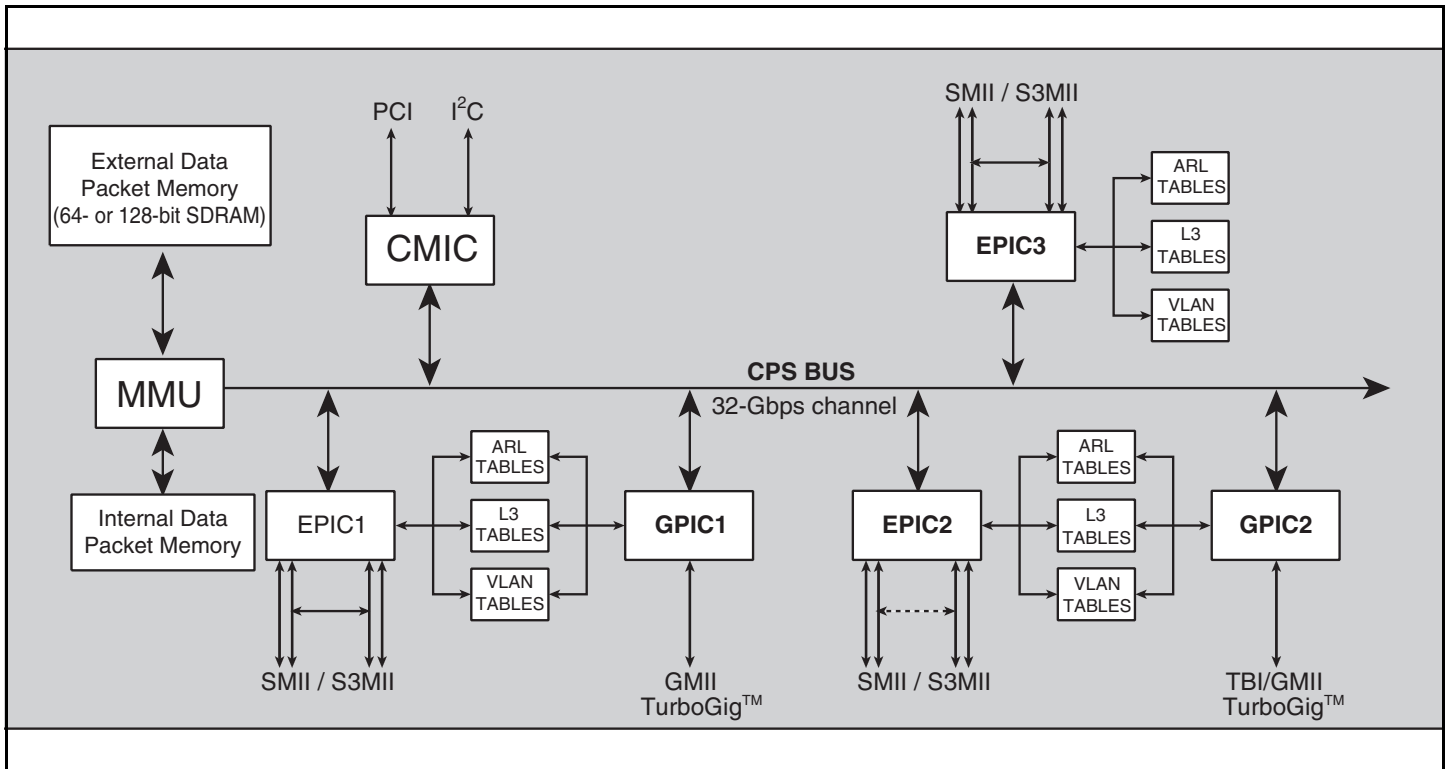 PCI
I²C
SMII / S3MII
External Data
Packet Memory
(64- or 128-bit SDRAM)
CMIC
EPIC3
ARL
TABLES
L3
TABLES
VLAN
TABLES
MMU
CPS BUS
32-Gbps channel
Internal Data
Packet Memory
EPIC1
ARL
TABLES
L3
TABLES
VLAN
TABLES
GPIC1
EPIC2
ARL
TABLES
L3
TABLES
VLAN
TABLES
GPIC2
SMII / S3MII
GMII
TurboGig™
SMII / S3MII
TBI/GMII
TurboGig™